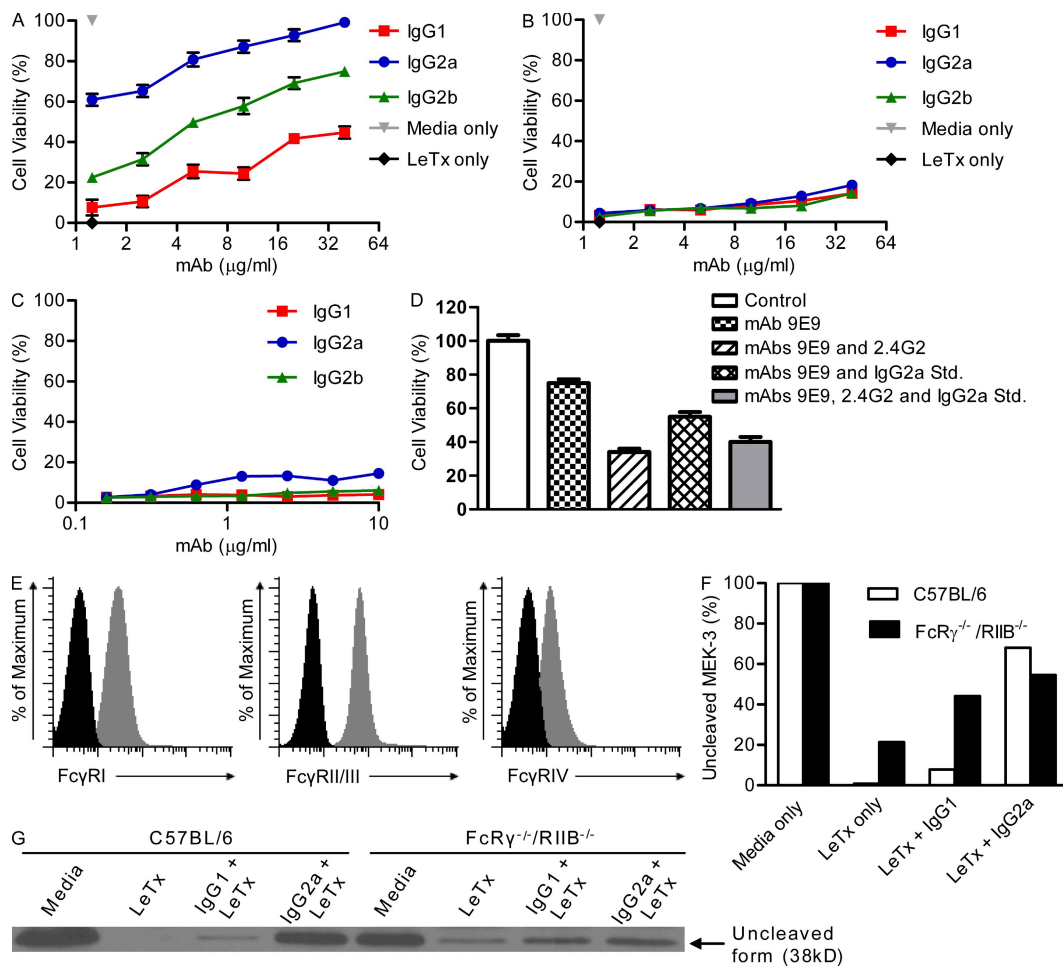 A
Cell Viability (%)
100
80
60
40
20
0
1 2 4 8 16 32 64
mAb (μg/ml)
IgG1
IgG2a
IgG2b
Media only
LeTx only
B
Cell Viability (%)
100
80
60
40
20
0
1 2 4 8 16 32 64
mAb (μg/ml)
IgG1
IgG2a
IgG2b
Media only
LeTx only
C
Cell Viability (%)
100
80
60
40
20
0
0.1 1 10
mAb (μg/ml)
IgG1
IgG2a
IgG2b
D
Cell Viability (%)
120
100
80
60
40
20
0
Control
mAb 9E9
mAbs 9E9 and 2.4G2
mAbs 9E9 and IgG2a Std.
mAbs 9E9, 2.4G2 and IgG2a Std.
E
% of Maximum
FcγRI
% of Maximum
FcγRII/III
% of Maximum
FcγRIV
F
Uncleaved MEK-3 (%)
100
80
60
40
20
0
C57BL/6
FcRγ-/- /RIIB-/-
Media only
LeTx only
LeTx + IgG1
LeTx + IgG2a
G
C57BL/6
FcRγ-/-/RIIB-/-
Media
LeTx
IgG1 +
LeTx
IgG2a +
LeTx
Media
LeTx
IgG1 +
LeTx
IgG2a +
LeTx
Uncleaved
form (38kD)